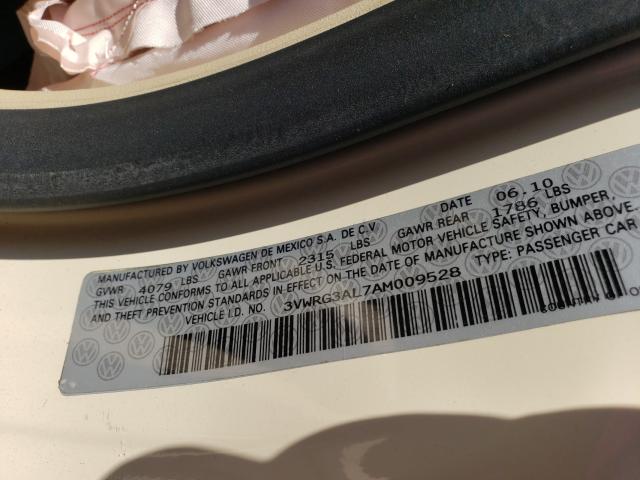 MANUFACTURED BY VOLKSWAGEN DE MEXICO S.A. DE C.V. DATE 06.10
GVWR 4079 LBS GAWR FRONT 2315 LBS GAWR REAR 1786 LBS
THIS VEHICLE CONFORMS TO ALL APPLICABLE U.S. FEDERAL MOTOR VEHICLE SAFETY, BUMPER,
AND THEFT PREVENTION STANDARDS IN EFFECT ON THE DATE OF MANUFACTURE SHOWN ABOVE.
VEHICLE I.D. NO. 3VWRG3AL7AM009528 TYPE: PASSENGER CAR